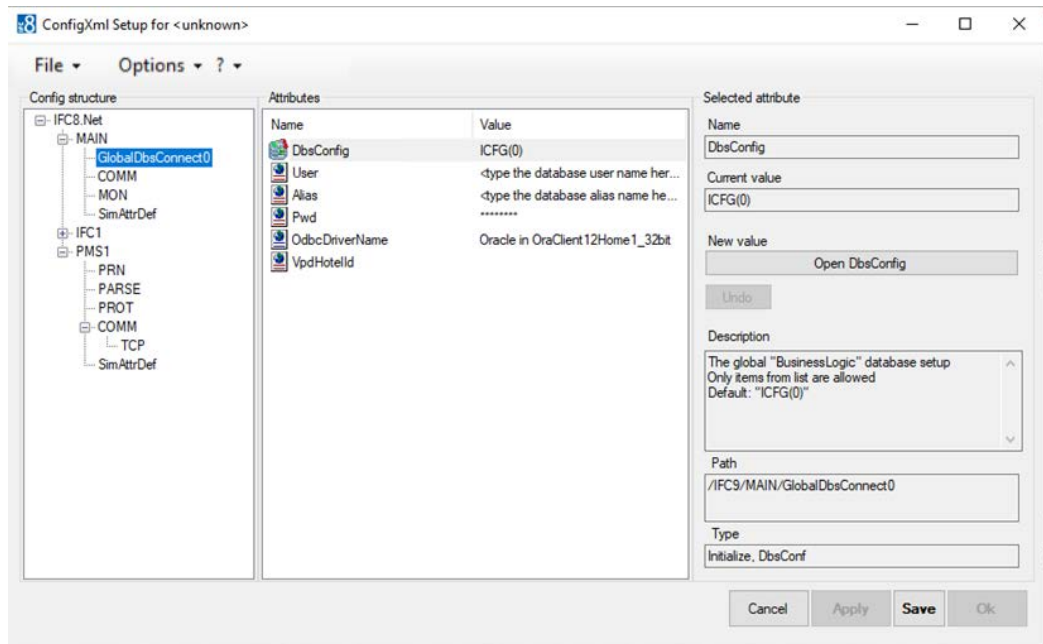 ConfigXml Setup for <unknown>
File Options ?
Config structure
IFC8.Net
MAIN
GlobalDbsConnect0
COMM
MON
SimAttrDef
IFC1
PMS1
PRN
PARSE
PROT
COMM
TCP
SimAttrDef
Attributes
Name Value
DbsConfig ICFG(0)
User <type the database user name her...
Alias <type the database alias name he...
Pwd ********
OdbcDriverName Oracle in OraClient12Home1_32bit
VpdHotelId
Selected attribute
Name
DbsConfig
Current value
ICFG(0)
New value
Open DbsConfig
Undo
Description
The global "BusinessLogic" database setup
Only items from list are allowed
Default: "ICFG(0)"
Path
/IFC9/MAIN/GlobalDbsConnect0
Type
Initialize, DbsConf
Cancel Apply Save Ok